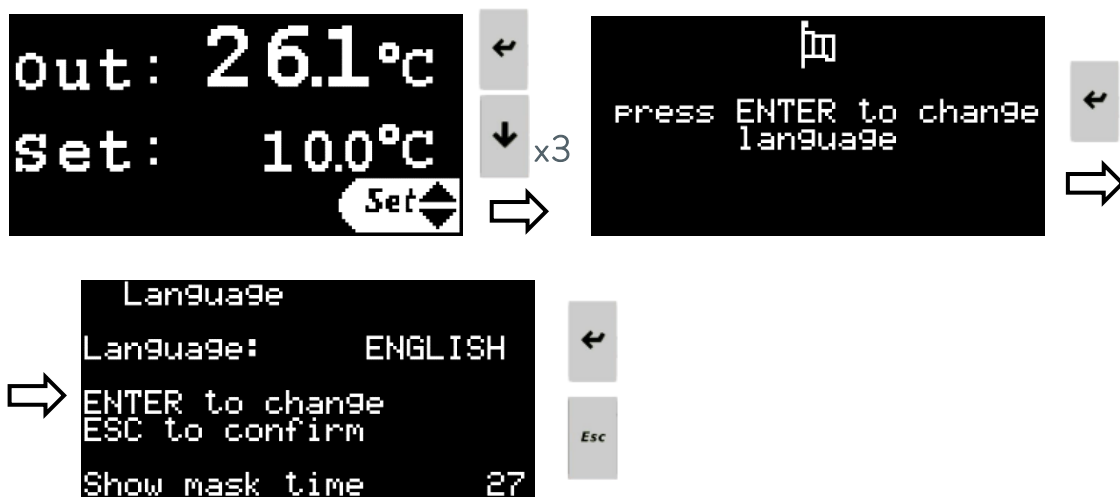 Out: 26.1°C
Set: 10.0°C
Set
x3
Press ENTER to change
language
Language
Language: ENGLISH
ENTER to change
ESC to confirm
Show mask time 27
Esc